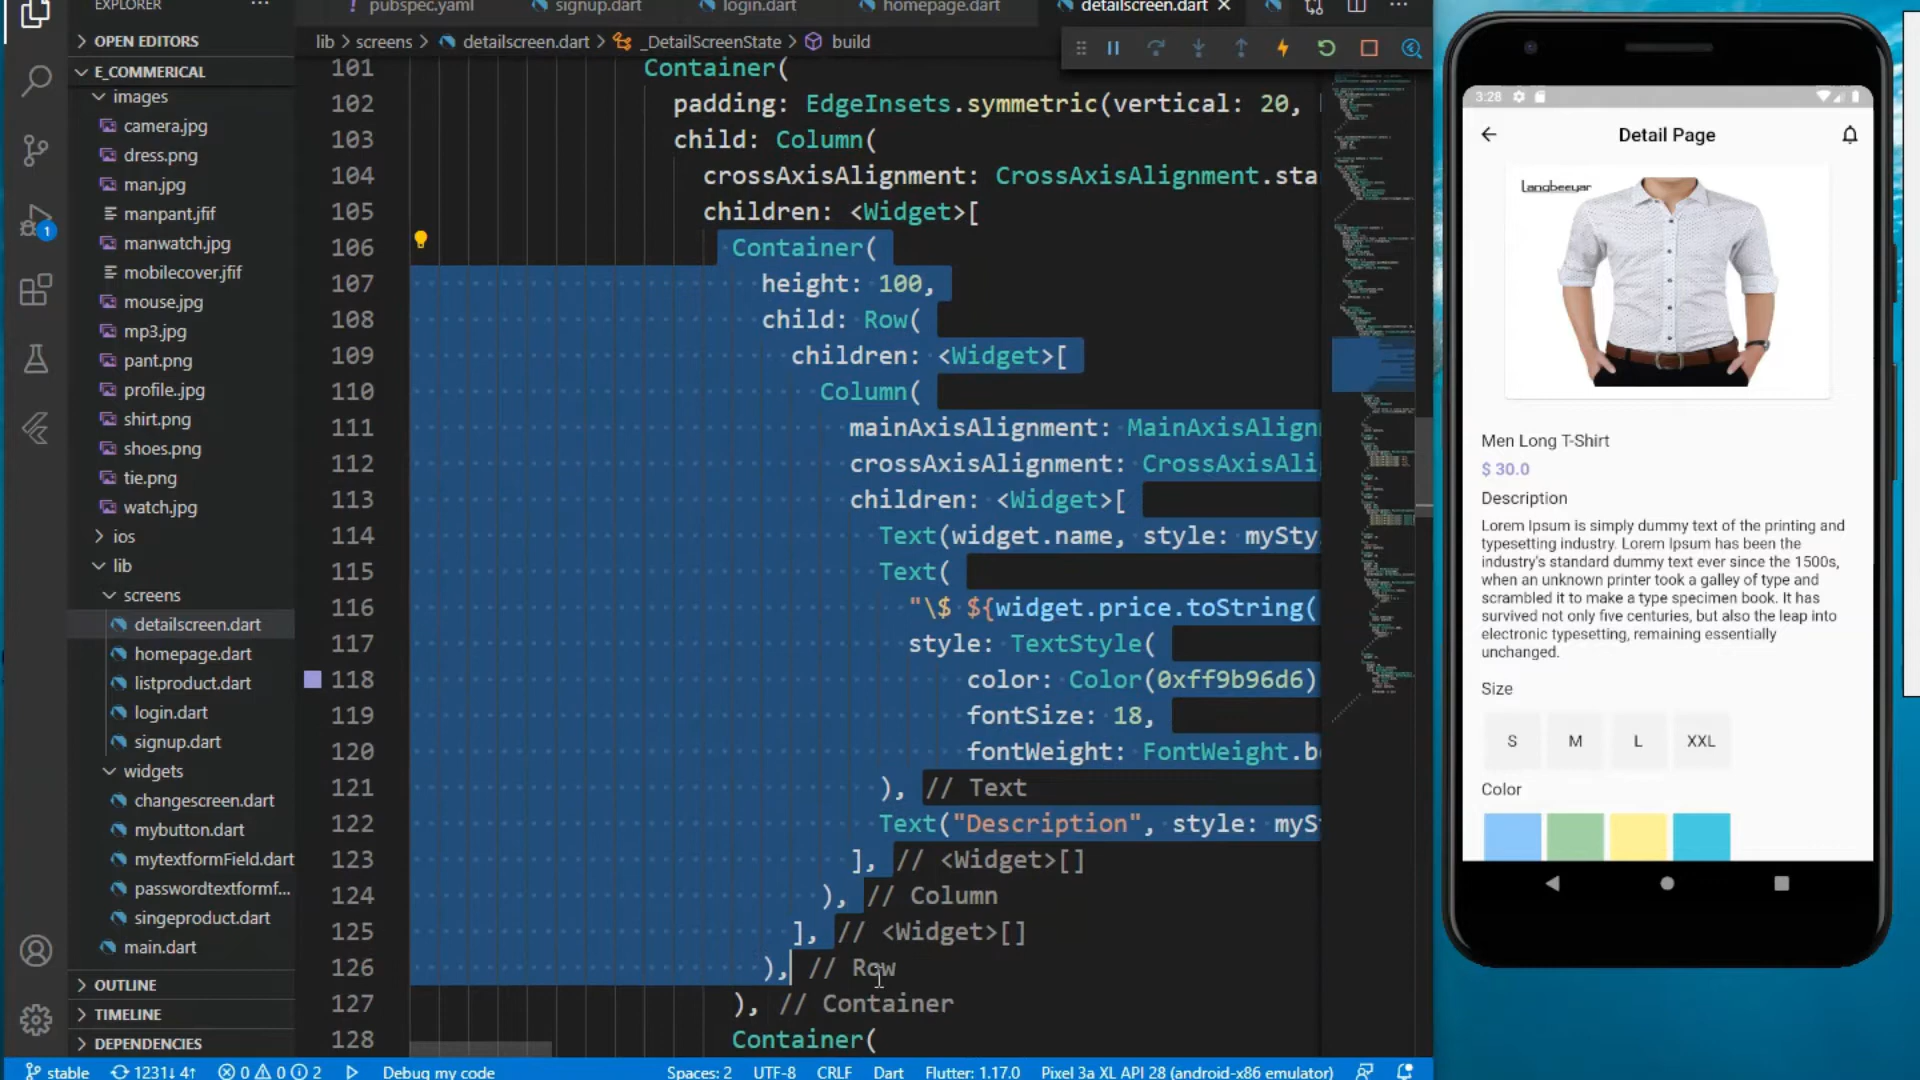 EXPLORER
···
OPEN EDITORS
E_COMMERICAL
images
camera.jpg
dress.png
man.jpg
manpant.jfif
manwatch.jpg
mobilecover.jfif
mouse.jpg
mp3.jpg
pant.png
profile..jpg
shirt.png
shoes.png
tie.png
watch.jpg
ios
lib
screens
detailscreen.dart
homepage.dart
listproduct.dart
login.dart
signup.dart
widgets
changescreen.dart
mybutton.dart
mytextformField.dart
passwordtextformf...
singeproduct.dart
main.dart
OUTLINE
TIMELINE
DEPENDENCIES
1
! pubspec.yaml
signup.dart
login.dart
homepage.dart
detailscreen.dart
lib > screens > detailscreen.dart > _DetailScreenState > build
101 Container(
102 padding: EdgeInsets.symmetric(vertical: 20,
103 child: Column(
104 crossAxisAlignment: CrossAxisAlignment.sta
105 children: <Widget>[
106 Container(
107 height: 100,
108 child: Row(
109 children: <Widget>[
110 Column(
111 mainAxisAlignment: MainAxisAlignn
112 crossAxisAlignment: CrossAxisAli
113 children: <Widget>[
114 Text(widget.name, style: mySty
115 Text(
116 "\$ ${widget.price.toString(
117 style: TextStyle(
118 color: Color(0xff9b96d6)
119 fontSize: 18,
120 fontWeight: FontWeight.bo
121 ), // Text
122 Text("Description", style: myS
123 ], // <Widget>[]
124 ), // Column
125 ], // <Widget>[]
126 ), // Row
127 ), // Container
128 Container(
stable 1231↓ 4↑ 0 0 2 Debug my code Spaces: 2 UTF-8 CRLF Dart Flutter: 1.17.0 Pixel 3a XL API 28 (android-x86 emulator)
3:28
Detail Page
Langbeeyar
Men Long T-Shirt
$ 30.0
Description
Lorem Ipsum is simply dummy text of the printing and
typesetting industry. Lorem Ipsum has been the
industry's standard dummy text ever since the 1500s,
when an unknown printer took a galley of type and
scrambled it to make a type specimen book. It has
survived not only five centuries, but also the leap into
electronic typesetting, remaining essentially
unchanged.
Size
S M L XXL
Color